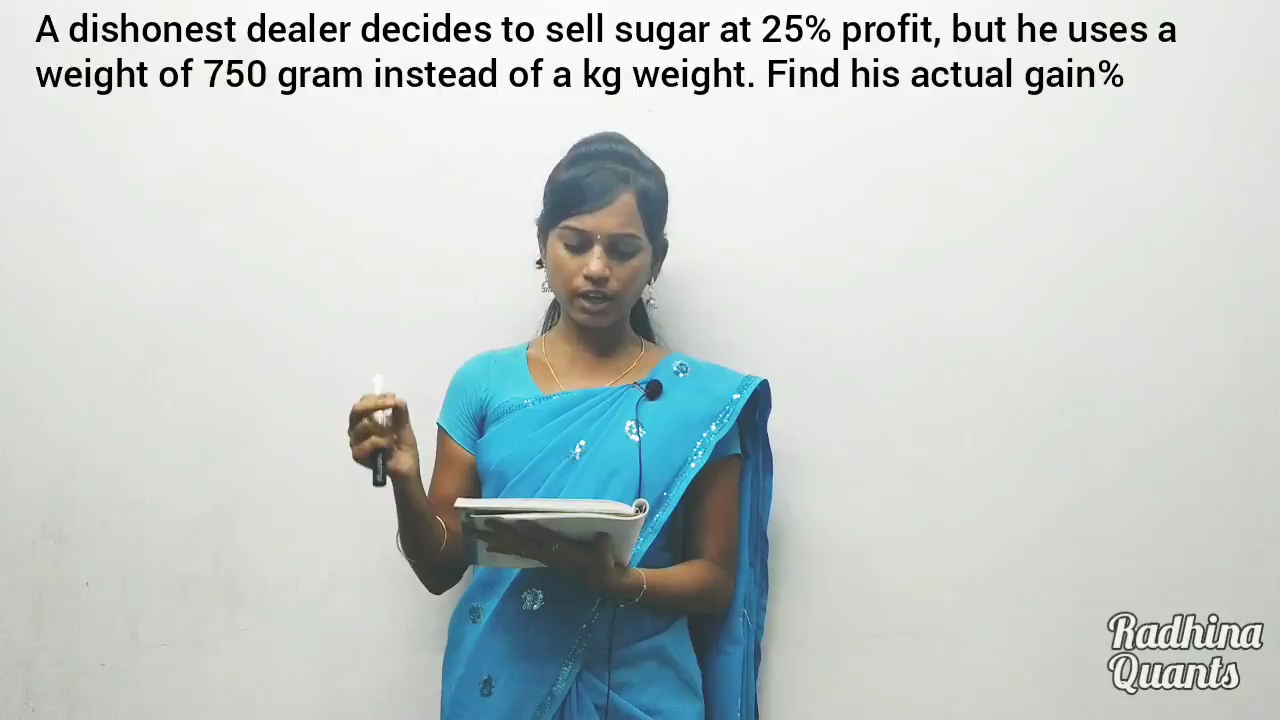 A dishonest dealer decides to sell sugar at 25% profit, but he uses a
weight of 750 gram instead of a kg weight. Find his actual gain%
Radhina
Quants